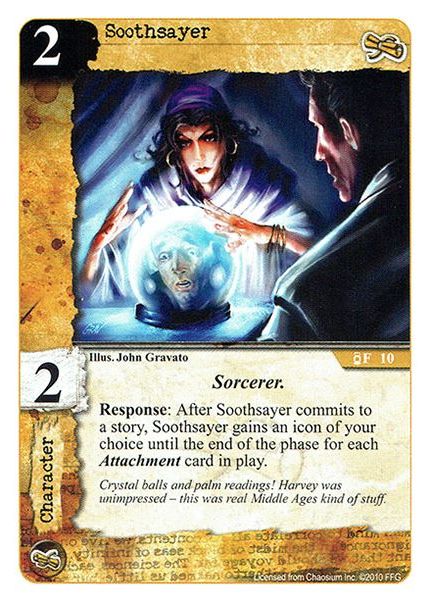 2
Soothsayer
Illus. John Gravato
F 10
2
Character
Sorcerer.
Response: After Soothsayer commits to
a story, Soothsayer gains an icon of your
choice until the end of the phase for each
Attachment card in play.
Crystal balls and palm readings! Harvey was
unimpressed – this was real Middle Ages kind of stuff.
Licensed from Chaosium Inc. ©2010 FFG